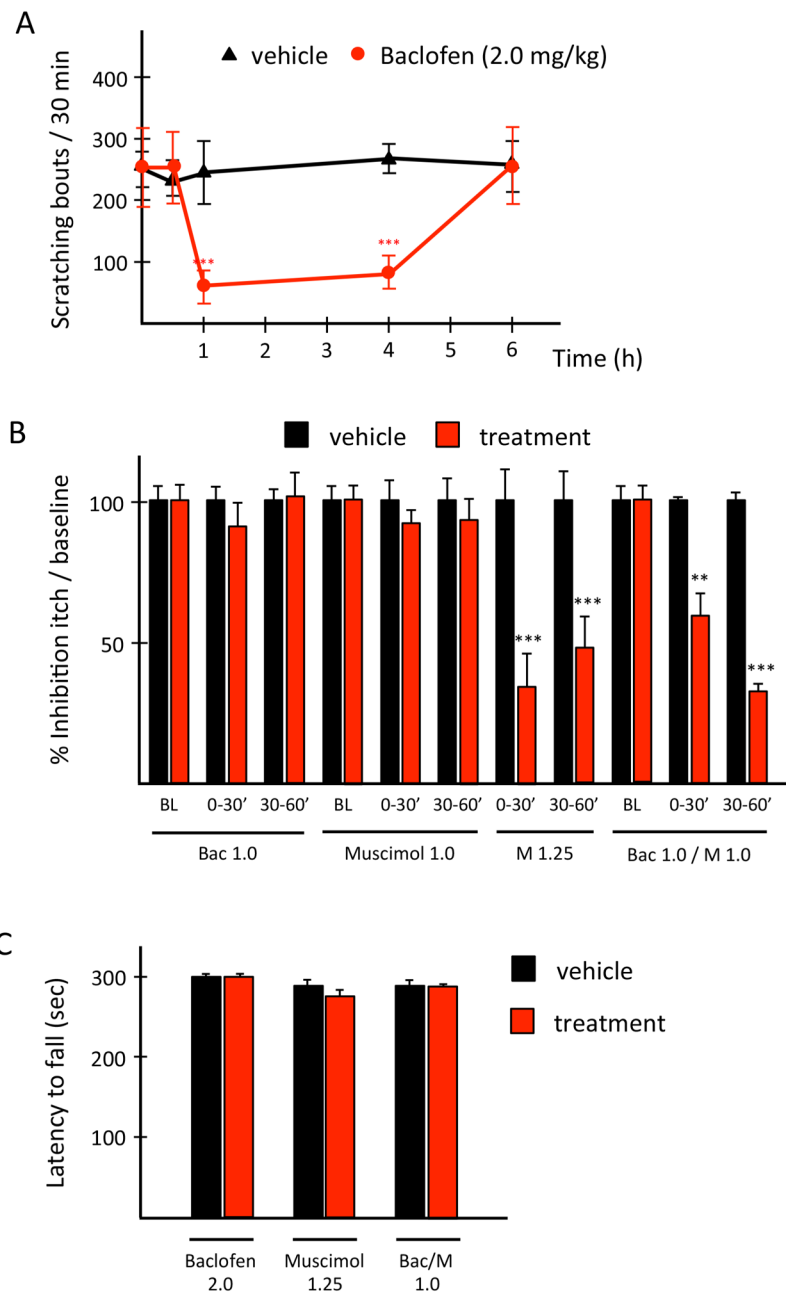 A
vehicle Baclofen (2.0 mg/kg)
Scratching bouts / 30 min
400
300
200
100
***
***
1 2 3 4 5 6
Time (h)
B
vehicle treatment
% Inhibition itch / baseline
100
50
***
***
**
***
BL 0-30’ 30-60’ BL 0-30’ 30-60’ 0-30’ 30-60’ BL 0-30’ 30-60’
Bac 1.0 Muscimol 1.0 M 1.25 Bac 1.0 / M 1.0
C
vehicle
treatment
Latency to fall (sec)
300
200
100
Baclofen Muscimol Bac/M
2.0 1.25 1.0